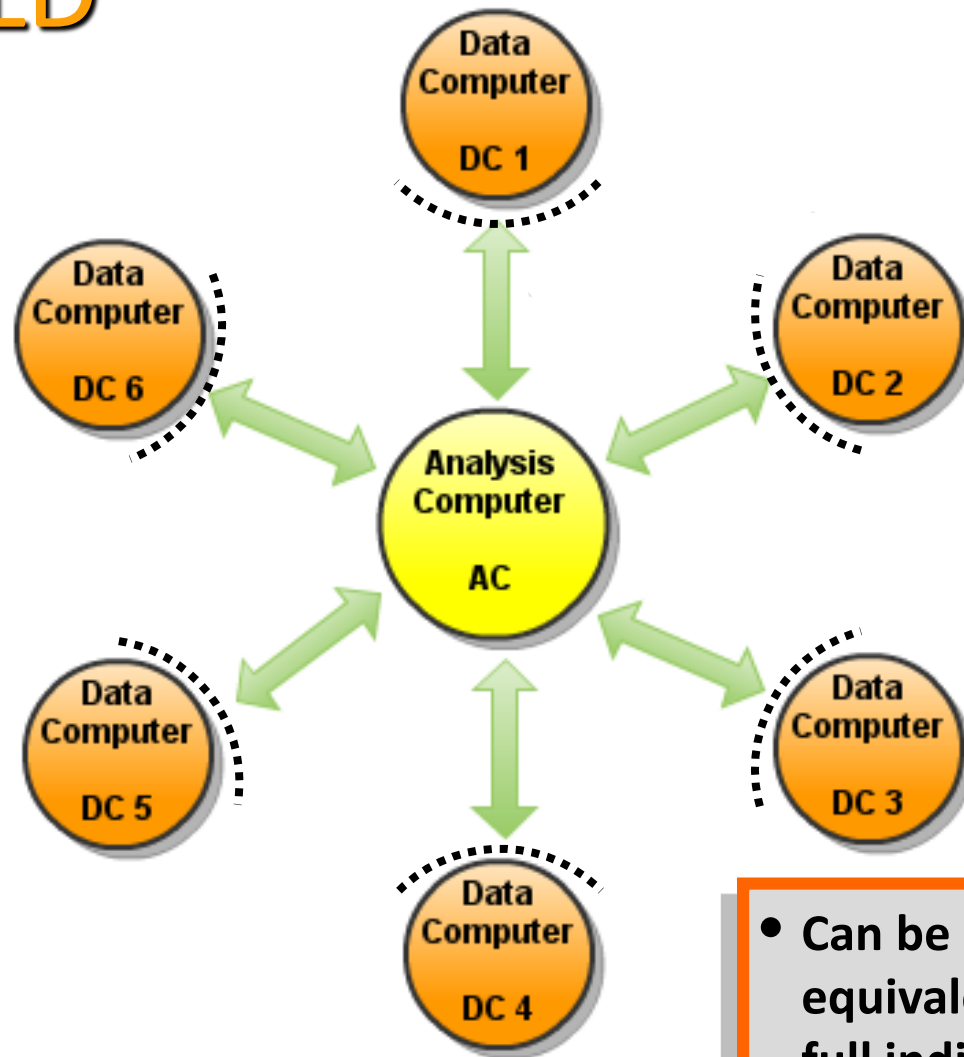 Data
Computer
DC 1
Data
Computer
DC 6
Data
Computer
DC 2
Analysis
Computer
AC
Data
Computer
DC 5
Data
Computer
DC 3
Data
Computer
DC 4
• Can be